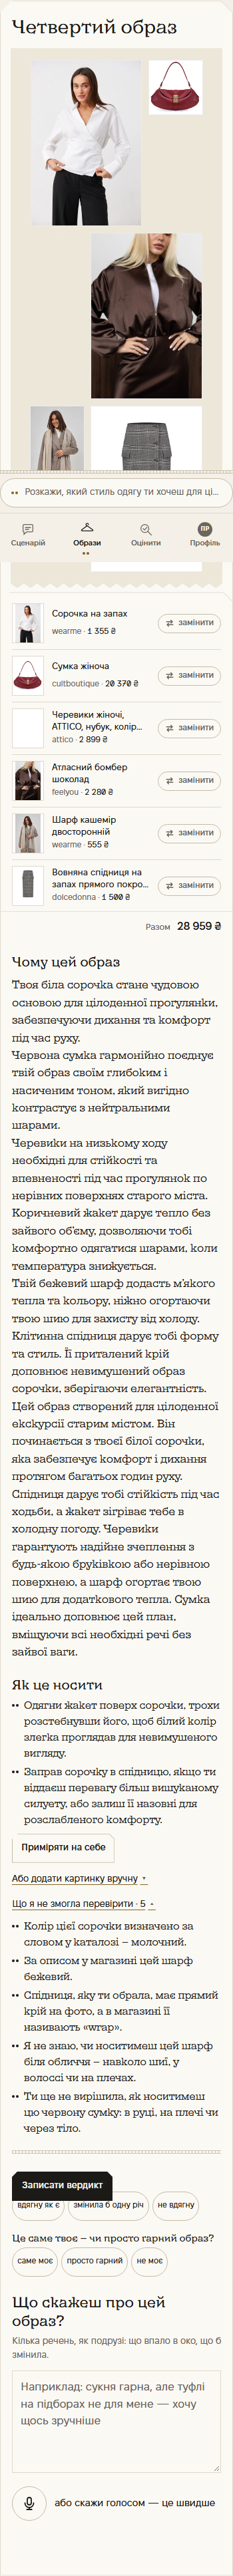 Четвертий образ
Розкажи, який стиль одягу ти хочеш для ці...
Сценарій
Образи
Оцінити
ПР
Профіль
Сорочка на запах
wearme · 1 355 ₴
замінити
Сумка жіноча
cultboutique · 20 370 ₴
замінити
Черевики жіночі,
ATTICO, нубук, колір...
attico · 2 899 ₴
замінити
Атласний бомбер
шоколад
feelyou · 2 280 ₴
замінити
Шарф кашемір
двосторонній
wearme · 555 ₴
замінити
Вовняна спідниця на
запах прямого покро...
dolcedonna · 1 500 ₴
замінити
Разом 28 959 ₴
Чому цей образ
Твоя біла сорочка стане чудовою
основою для цілоденної прогулянки,
забезпечуючи дихання та комфорт
під час руху.
Червона сумка гармонійно поєднує
твій образ своїм глибоким і
насиченим тоном, який вигідно
контрастує з нейтральними
шарами.
Черевики на низькому ходу
необхідні для стійкості та
впевненості під час прогулянок по
нерівних поверхнях старого міста.
Коричневий жакет дарує тепло без
зайвого об'єму, дозволяючи тобі
комфортно одягатися шарами, коли
температура знижується.
Твій бежевий шарф додасть м'якого
тепла та кольору, ніжно огортаючи
твою шию для захисту від холоду.
Клітинна спідниця дарує тобі форму
та стиль. Її приталений крій
доповнює невимушений образ
сорочки, зберігаючи елегантність.
Цей образ створений для цілоденної
екскурсії старим містом. Він
починається з твоєї білої сорочки,
яка забезпечує комфорт і дихання
протягом багатьох годин руху.
Спідниця дарує тобі стійкість під час
ходьби, а жакет зігріває тебе в
холодну погоду. Черевики
гарантують надійне зчеплення з
будь-якою бруківкою або нерівною
поверхнею, а шарф огортає твою
шию для додаткового тепла. Сумка
ідеально доповнює цей план,
вміщуючи всі необхідні речі без
зайвої ваги.
Як це носити
Одягни жакет поверх сорочки, трохи
розстебнувши його, щоб білий колір
злегка проглядав для невимушеного
вигляду.
Заправ сорочку в спідницю, якщо ти
віддаєш перевагу більш вишуканому
силуету, або залиш її назовні для
розслабленого комфорту.
Приміряти на себе
Або додати картинку вручну
Що я не змогла перевірити · 5
Колір цієї сорочки визначено за
словом у каталозі – молочний.
За описом у магазині цей шарф
бежевий.
Спідниця, яку ти обрала, має прямий
крій на фото, а в магазині її
називають «wrap».
Я не знаю, чи носитимеш цей шарф
біля обличчя – навколо шиї, у
волоссі чи на плечах.
Ти ще не вирішила, як носитимеш
цю червону сумку: в руці, на плечі чи
через тіло.
Записати вердикт
вдягну як є
змінила б одну річ
не вдягну
Це саме твоє – чи просто гарний образ?
саме моє
просто гарний
не моє
Що скажеш про цей
образ?
Кілька речень, як подрузі: що впало в око, що б
змінила.
Наприклад: сукня гарна, але туфлі
на підборах не для мене — хочу
щось зручніше
або скажи голосом — це швидше